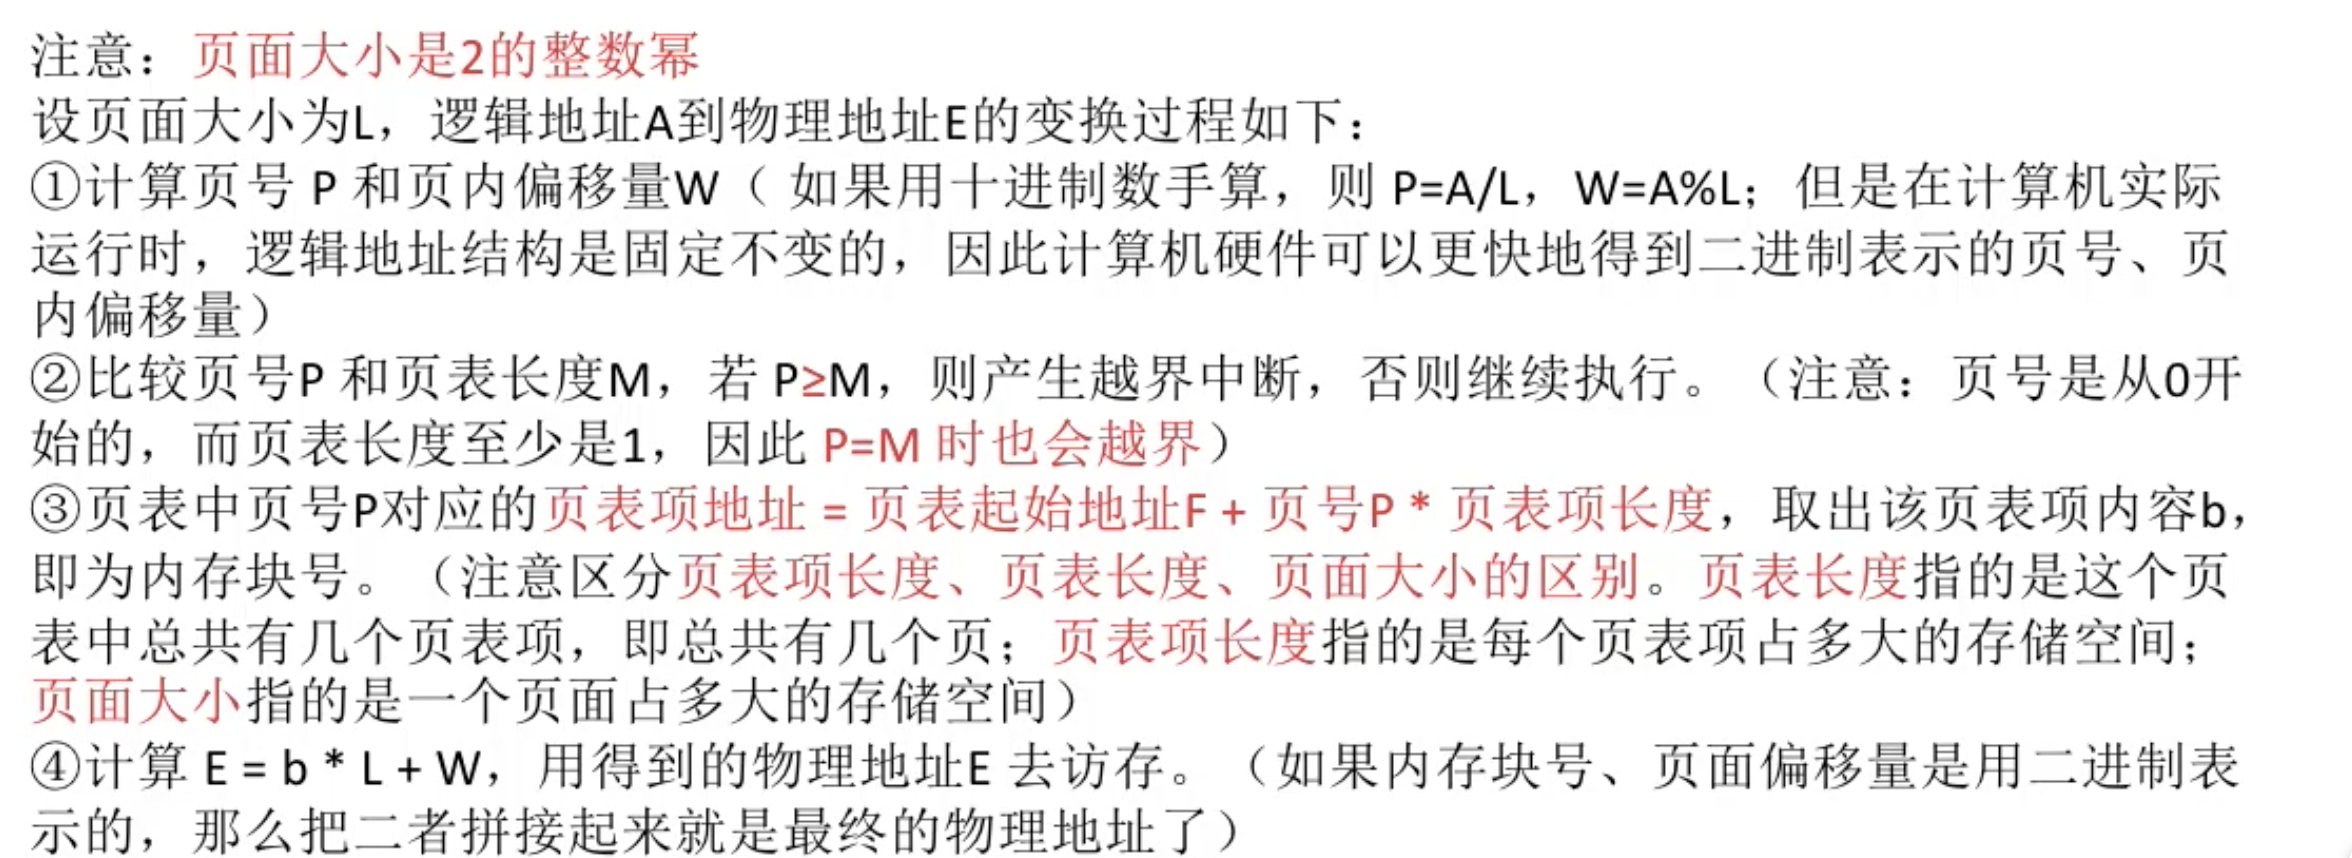 注意：页面大小是2的整数幂
设页面大小为L，逻辑地址A到物理地址E的变换过程如下：
①计算页号 P 和页内偏移量W（ 如果用十进制数手算，则 P=A/L，W=A%L；但是在计算机实际
运行时，逻辑地址结构是固定不变的，因此计算机硬件可以更快地得到二进制表示的页号、页
内偏移量）
②比较页号P 和页表长度M，若 P≥M，则产生越界中断，否则继续执行。（注意：页号是从0开
始的，而页表长度至少是1，因此 P=M 时也会越界）
③页表中页号P对应的页表项地址 = 页表起始地址F + 页号P * 页表项长度，取出该页表项内容b，
即为内存块号。（注意区分页表项长度、页表长度、页面大小的区别。页表长度指的是这个页
表中总共有几个页表项，即总共有几个页；页表项长度指的是每个页表项占多大的存储空间；
页面大小指的是一个页面占多大的存储空间）
④计算 E = b * L + W，用得到的物理地址E 去访存。（如果内存块号、页面偏移量是用二进制表
示的，那么把二者拼接起来就是最终的物理地址了）